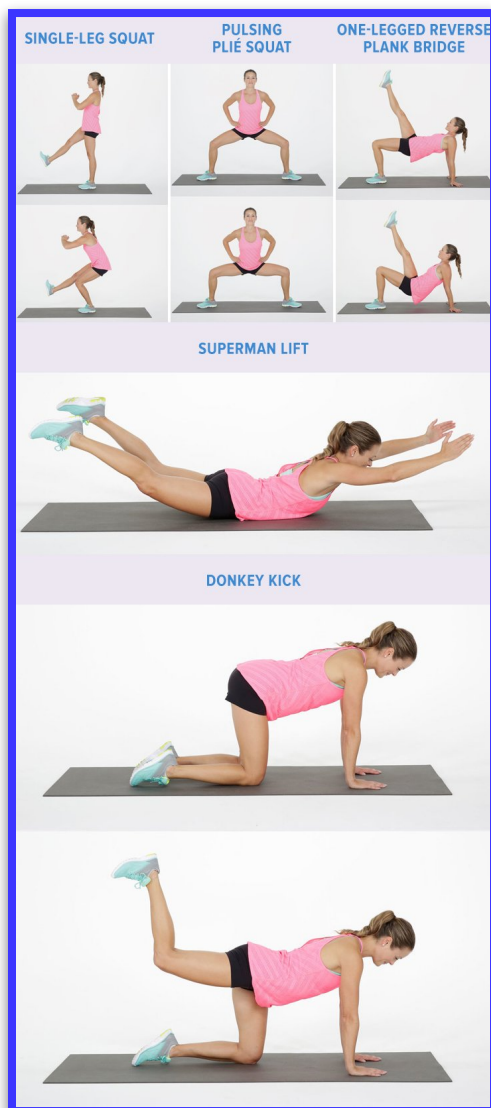 SINGLE-LEG SQUAT
PULSING
PLIÉ SQUAT
ONE-LEGGED REVERSE
PLANK BRIDGE
SUPERMAN LIFT
DONKEY KICK